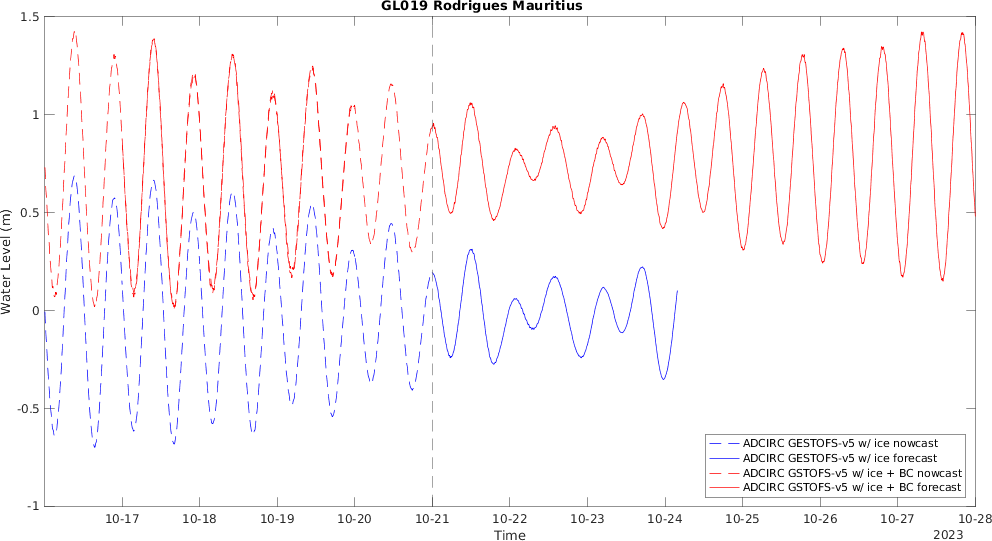 GL019 Rodrigues Mauritius
Water Level (m)
1.5
1
0.5
0
-0.5
-1
ADCIRC GESTOFS-v5 w/ ice nowcast
ADCIRC GESTOFS-v5 w/ ice forecast
ADCIRC GSTOFS-v5 w/ ice + BC nowcast
ADCIRC GSTOFS-v5 w/ ice + BC forecast
10-17 10-18 10-19 10-20 10-21 10-22 10-23 10-24 10-25 10-26 10-27 10-28
Time
2023